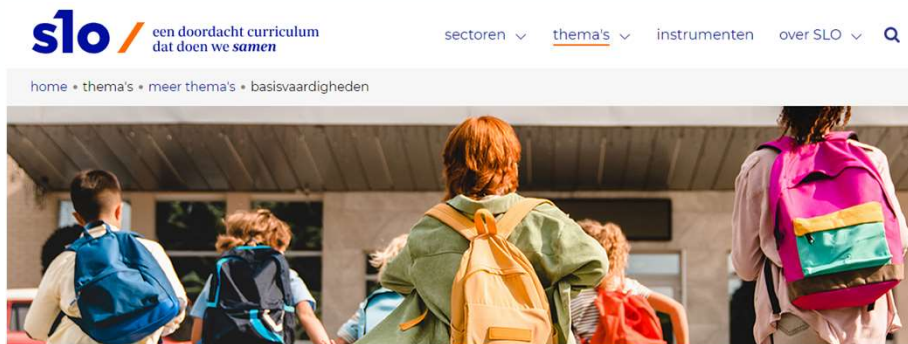 slo
een doordacht curriculum
dat doen we samen
sectoren thema's instrumenten over SLO
home • thema's • meer thema's • basisvaardigheden